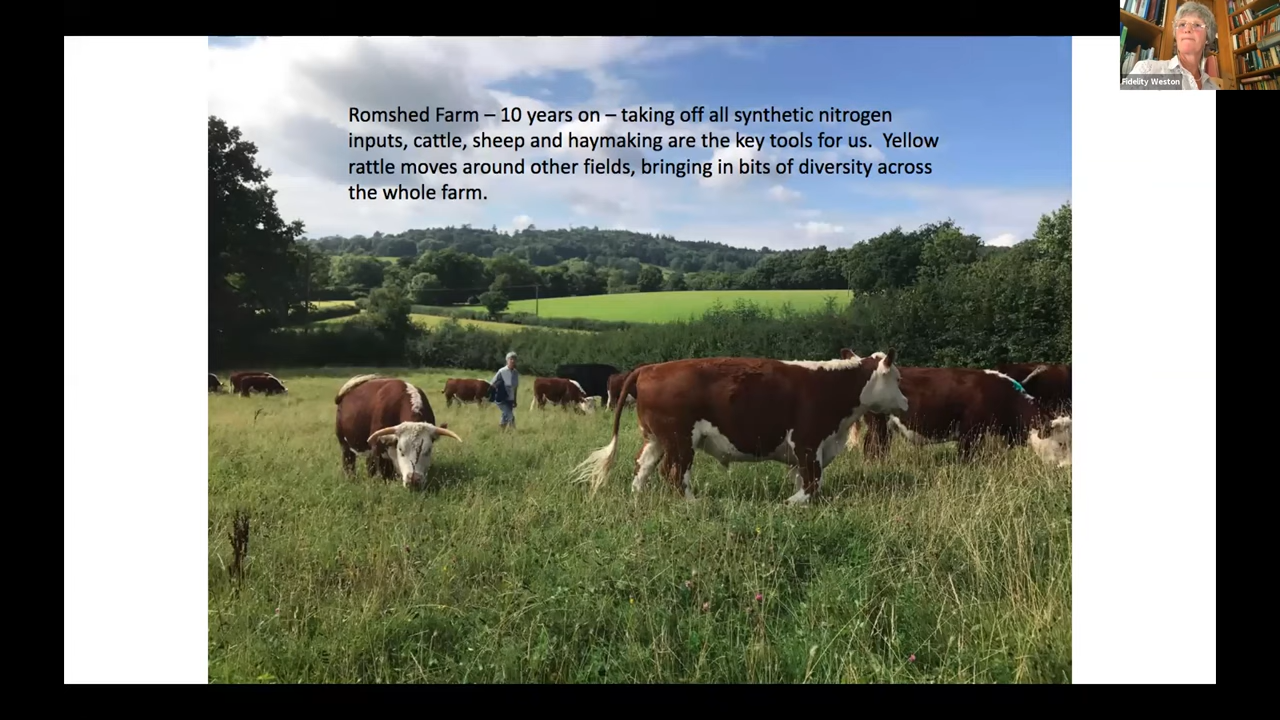 Romshed Farm – 10 years on – taking off all synthetic nitrogen
inputs, cattle, sheep and haymaking are the key tools for us.  Yellow
rattle moves around other fields, bringing in bits of diversity across
the whole farm.
Fidelity Weston